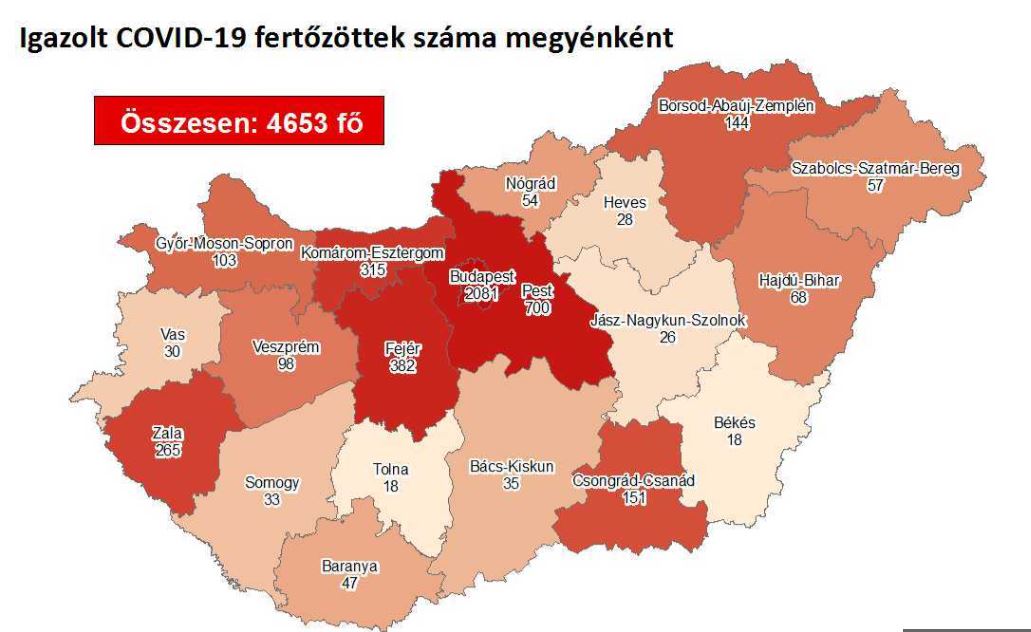 Igazolt COVID-19 fertőzöttek száma megyénként
Összesen: 4653 fő
Borsod-Abaúj-Zemplén
144
Szabolcs-Szatmár-Bereg
57
Nógrád
54
Heves
28
Győr-Moson-Sopron
103
Komárom-Esztergom
315
Budapest
2081
Pest
700
Hajdú-Bihar
68
Jász-Nagykun-Szolnok
26
Vas
30
Veszprém
98
Fejér
382
Zala
265
Békés
18
Tolna
18
Bács-Kiskun
35
Somogy
33
Csongrád-Csanád
151
Baranya
47